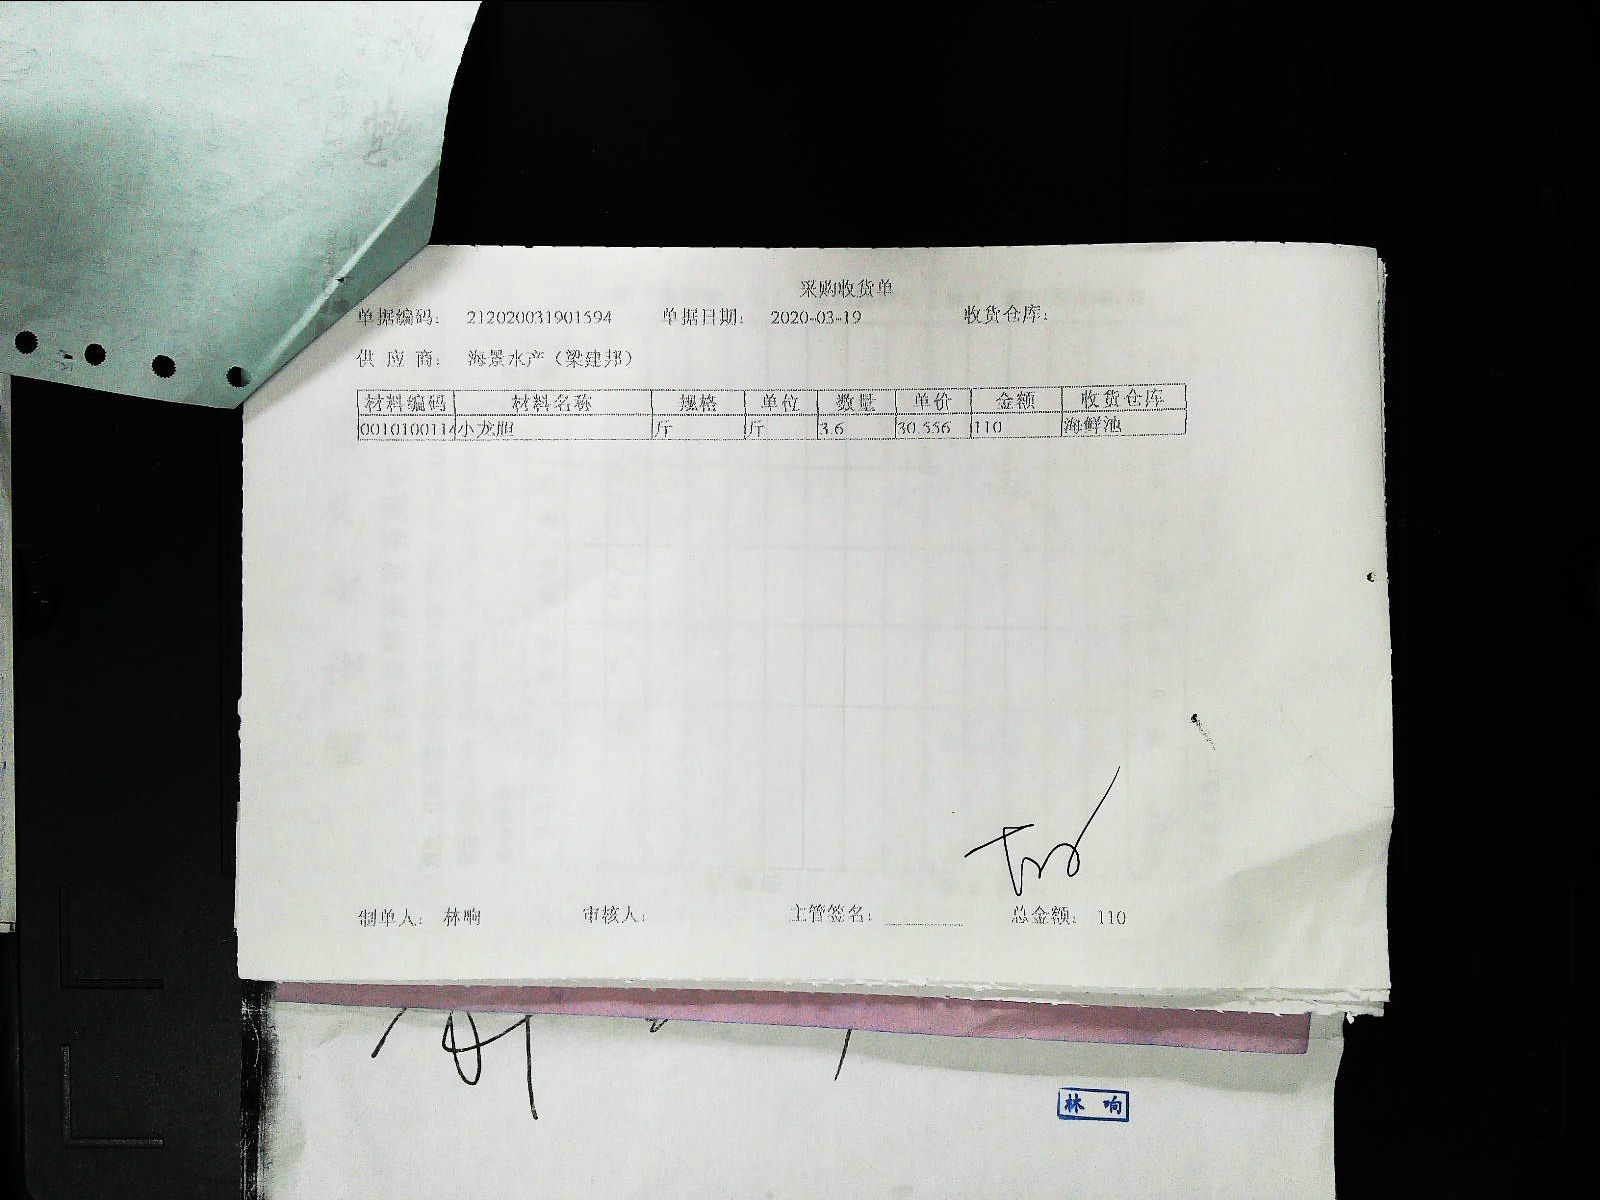 采购收货单
单据编码: 212020031901594 单据日期: 2020-03-19 收货仓库:
供 应 商: 海景水产（梁建邦）
材料编码 材料名称 规格 单位 数量 单价 金额 收货仓库
0010100114 小龙胆 斤 斤 3.6 30.556 110 海鲜池
制单人: 林响 审核人: 主管签名: 总金额: 110
林 响